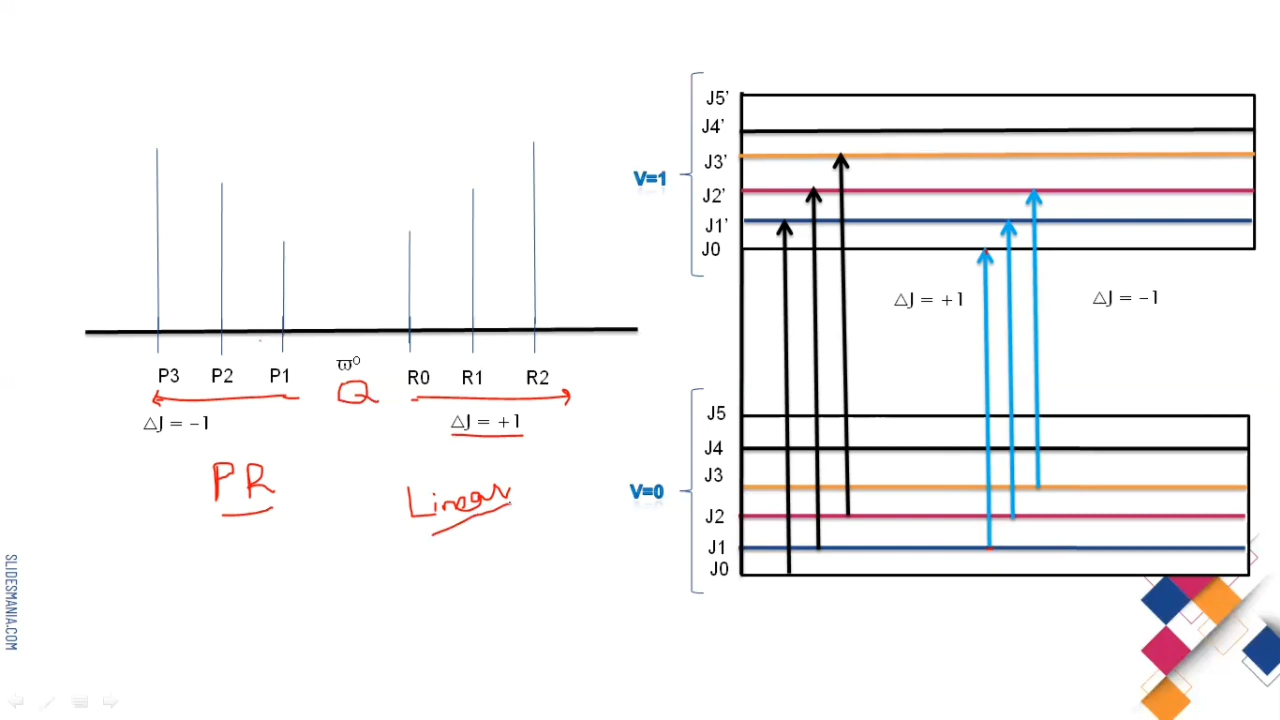 P3 P2 P1 ϖ⁰ R0 R1 R2
Q
△J = −1
△J = +1
PR
Linear
V=1
J5’
J4’
J3’
J2’
J1’
J0
△J = +1
△J = −1
V=0
J5
J4
J3
J2
J1
J0
SLIDESMANIA.COM